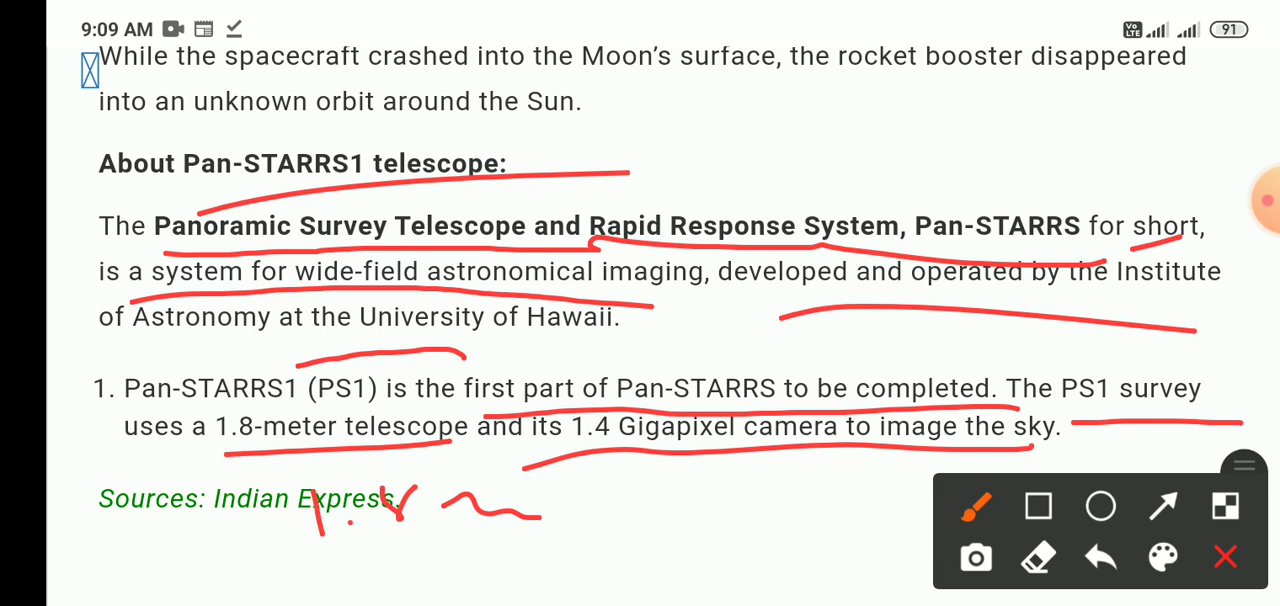 9:09 AM
Vo LTE
91
While the spacecraft crashed into the Moon's surface, the rocket booster disappeared
into an unknown orbit around the Sun.
About Pan-STARRS1 telescope:
The Panoramic Survey Telescope and Rapid Response System, Pan-STARRS for short,
is a system for wide-field astronomical imaging, developed and operated by the Institute
of Astronomy at the University of Hawaii.
1. Pan-STARRS1 (PS1) is the first part of Pan-STARRS to be completed. The PS1 survey
uses a 1.8-meter telescope and its 1.4 Gigapixel camera to image the sky.
Sources: Indian Express.